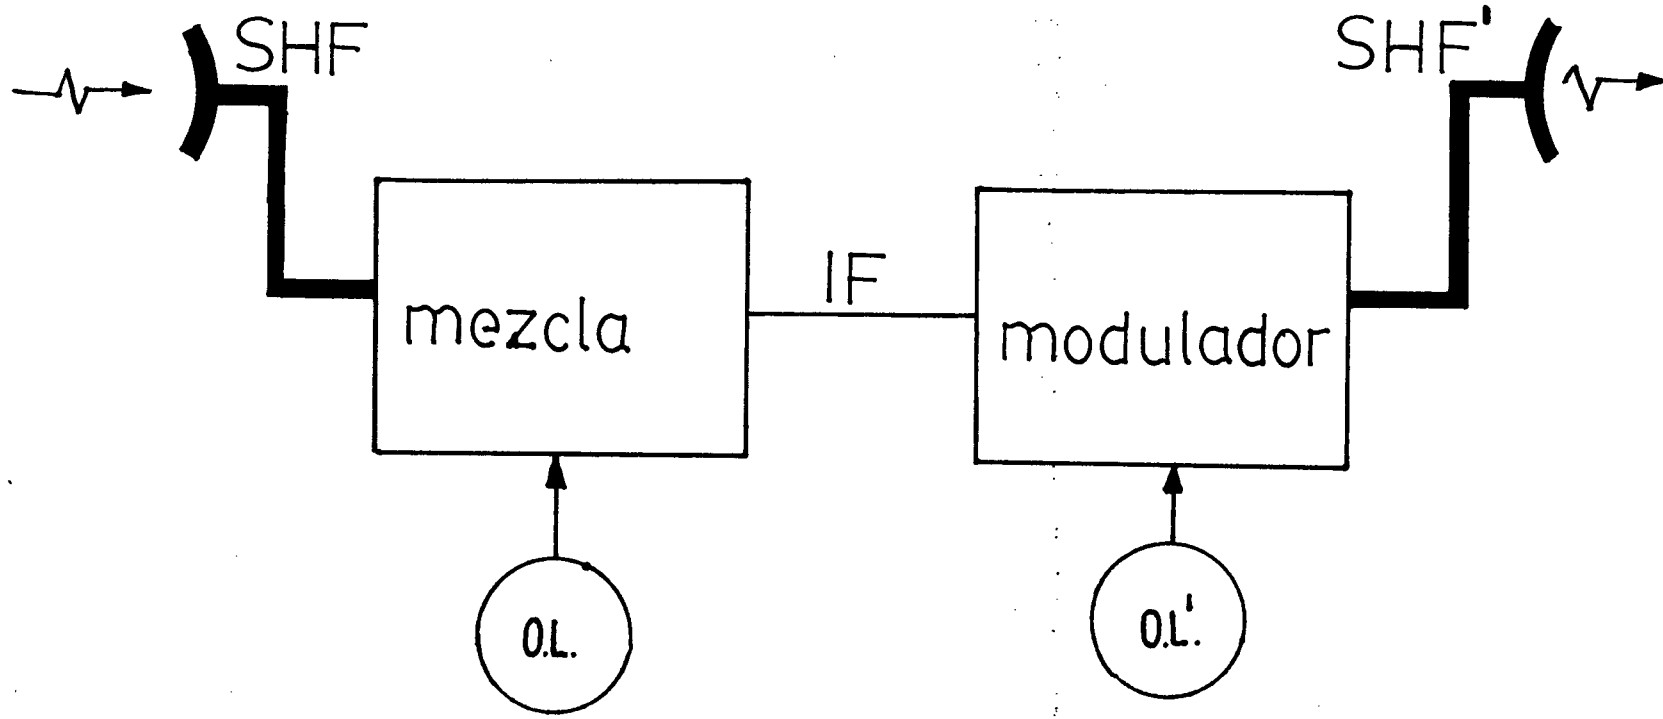 SHF
SHF'
IF
mezcla
modulador
O.L.
O.L'.